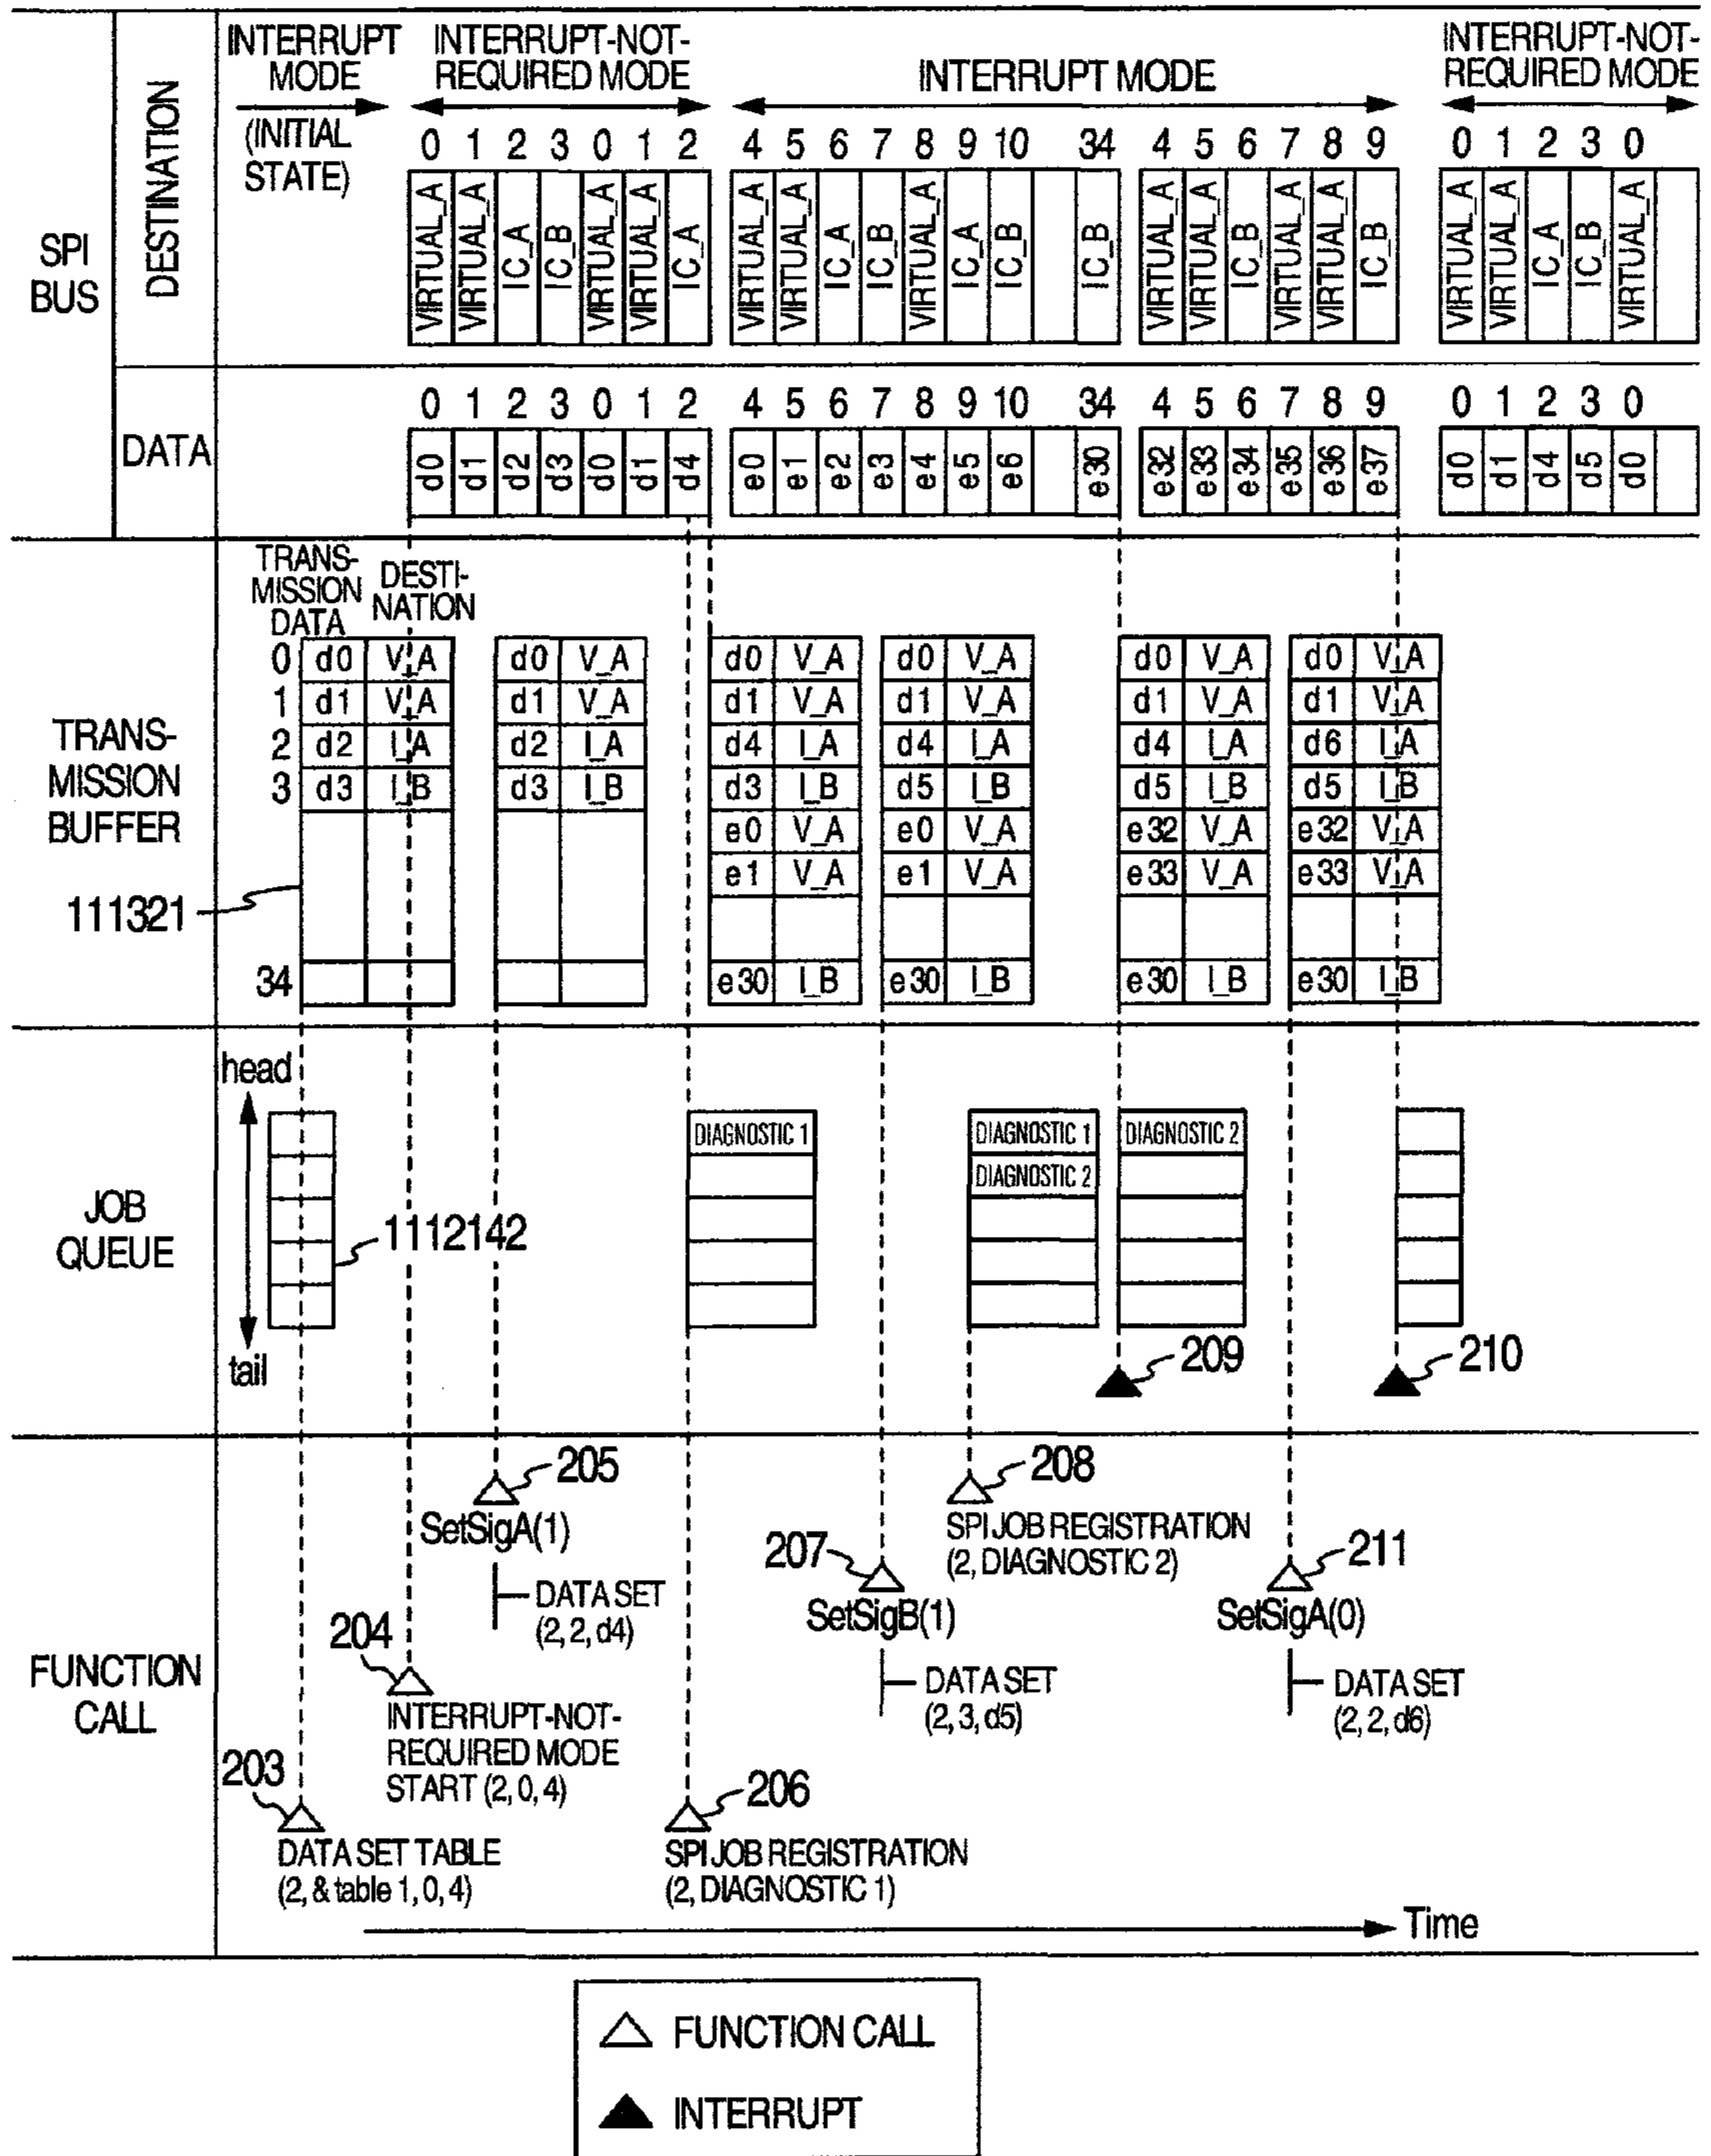 INTERRUPT MODE
(INITIAL STATE)
INTERRUPT-NOT-REQUIRED MODE
INTERRUPT MODE
INTERRUPT-NOT-REQUIRED MODE
SPI BUS
DESTINATION
0 1 2 3 0 1 2 4 5 6 7 8 9 10 34 4 5 6 7 8 9 0 1 2 3 0
VIRTUAL_A VIRTUAL_A IC_A IC_B VIRTUAL_A VIRTUAL_A IC_A VIRTUAL_A VIRTUAL_A IC_A IC_B VIRTUAL_A IC_A IC_B IC_B VIRTUAL_A VIRTUAL_A IC_B VIRTUAL_A VIRTUAL_A IC_B VIRTUAL_A VIRTUAL_A IC_A IC_B VIRTUAL_A
DATA
0 1 2 3 0 1 2 4 5 6 7 8 9 10 34 4 5 6 7 8 9 0 1 2 3 0
d0 d1 d2 d3 d0 d1 d4 e0 e1 e2 e3 e4 e5 e6 e30 e32 e33 e34 e35 e36 e37 d0 d1 d4 d5 d0
TRANS-
MISSION
BUFFER
TRANS-
MISSION
DATA
DESTI-
NATION
0 d0 V_A d0 V_A d0 V_A d0 V_A d0 V_A d0 V_A
1 d1 V_A d1 V_A d1 V_A d1 V_A d1 V_A d1 V_A
2 d2 I_A d2 I_A d4 I_A d4 I_A d4 I_A d6 I_A
3 d3 I_B d3 I_B d3 I_B d5 I_B d5 I_B d5 I_B
e0 V_A e0 V_A e32 V_A e32 V_A
e1 V_A e1 V_A e33 V_A e33 V_A
111321
34 e30 I_B e30 I_B e30 I_B e30 I_B
JOB
QUEUE
head
tail
1112142
DIAGNOSTIC 1
DIAGNOSTIC 1
DIAGNOSTIC 2
DIAGNOSTIC 2
209
210
FUNCTION
CALL
205
SetSigA(1)
DATA SET
(2, 2, d4)
208
SPI JOB REGISTRATION
(2, DIAGNOSTIC 2)
207
SetSigB(1)
DATA SET
(2, 3, d5)
211
SetSigA(0)
DATA SET
(2, 2, d6)
204
INTERRUPT-NOT-
REQUIRED MODE
START (2, 0, 4)
203
DATA SET TABLE
(2, & table 1, 0, 4)
206
SPI JOB REGISTRATION
(2, DIAGNOSTIC 1)
Time
FUNCTION CALL
INTERRUPT